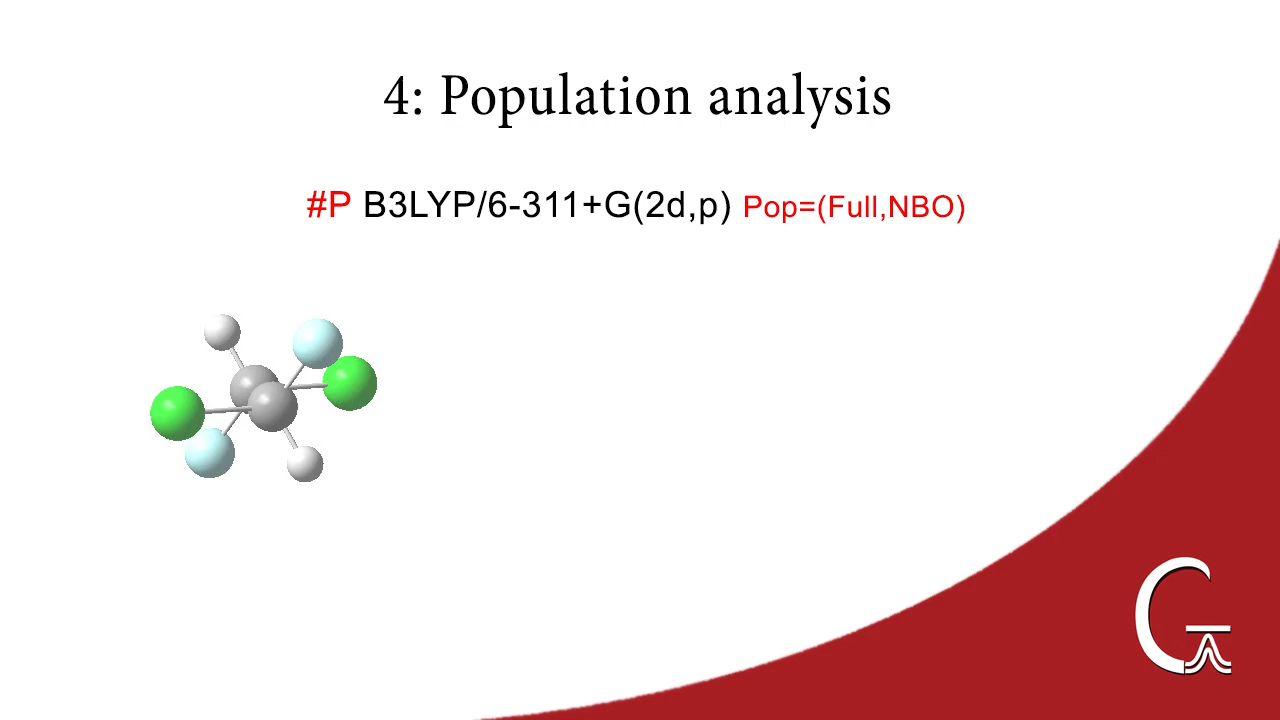 4: Population analysis
#P B3LYP/6-311+G(2d,p) Pop=(Full,NBO)
G